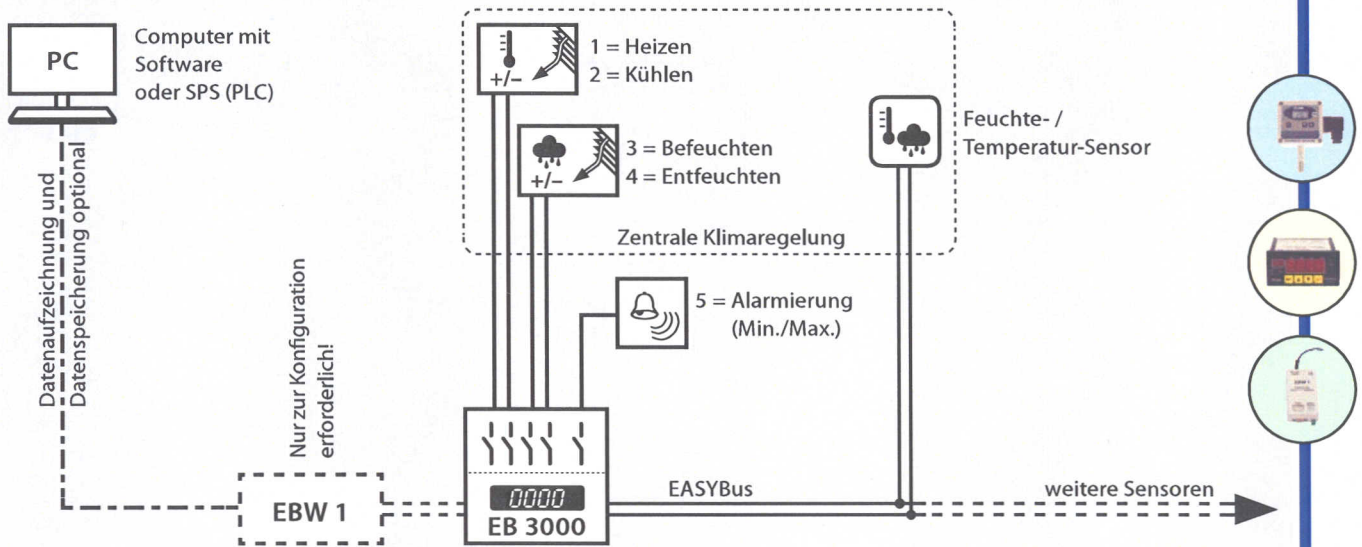 PC
Computer mit
Software
oder SPS (PLC)
+/−
1 = Heizen
2 = Kühlen
+/−
3 = Befeuchten
4 = Entfeuchten
Feuchte- /
Temperatur-Sensor
Zentrale Klimaregelung
5 = Alarmierung
(Min./Max.)
Datenaufzeichnung und
Datenspeicherung optional
Nur zur Konfiguration
erforderlich!
EBW 1
0000
EB 3000
EASYBus
weitere Sensoren
EBW 1